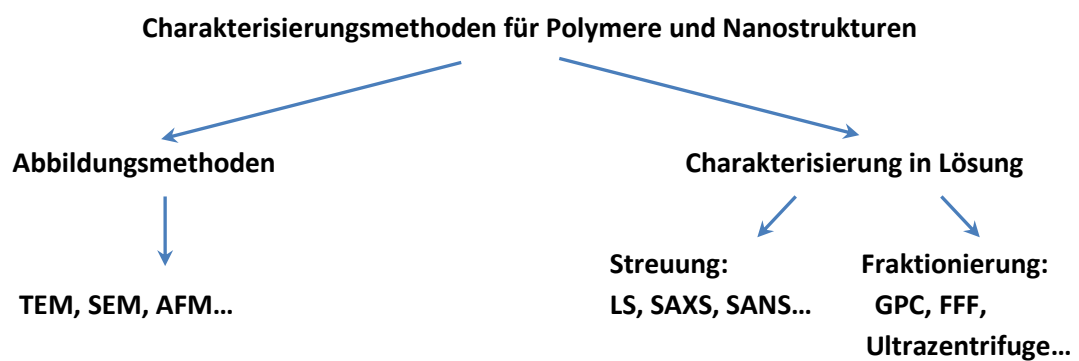 Charakterisierungsmethoden für Polymere und Nanostrukturen
Abbildungsmethoden
Charakterisierung in Lösung
TEM, SEM, AFM…
Streuung:
LS, SAXS, SANS…
Fraktionierung:
GPC, FFF,
Ultrazentrifuge…